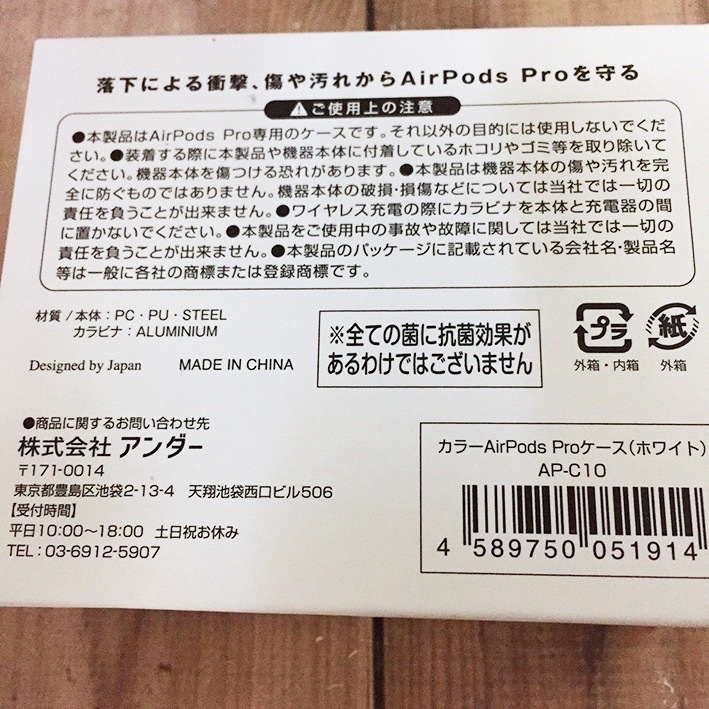 落下による衝撃、傷や汚れからAirPods Proを守る
ご使用上の注意
●本製品はAirPods Pro専用のケースです。それ以外の目的には使用しないでくだ
さい。●装着する際に本製品や機器本体に付着しているホコリやゴミ等を取り除いて
ください。機器本体を傷つける恐れがあります。●本製品は機器本体の傷や汚れを完
全に防ぐものではありません。機器本体の破損・損傷などについては当社では一切の
責任を負うことが出来ません。●ワイヤレス充電の際にカラビナを本体と充電器の間
に置かないでください。●本製品をご使用中の事故や故障に関しては当社では一切の
責任を負うことが出来ません。●本製品のパッケージに記載されている会社名・製品名
等は一般に各社の商標または登録商標です。
材質 / 本体 : PC・PU・STEEL
カラビナ : ALUMINIUM
Designed by Japan MADE IN CHINA
※全ての菌に抗菌効果が
あるわけではございません
プラ 紙
外箱・内箱 外箱
●商品に関するお問い合わせ先
株式会社 アンダー
〒171-0014
東京都豊島区池袋2-13-4 天翔池袋西口ビル506
【受付時間】
平日10:00〜18:00 土日祝お休み
TEL : 03-6912-5907
カラーAirPods Proケース(ホワイト)
AP-C10
4 589750 051914